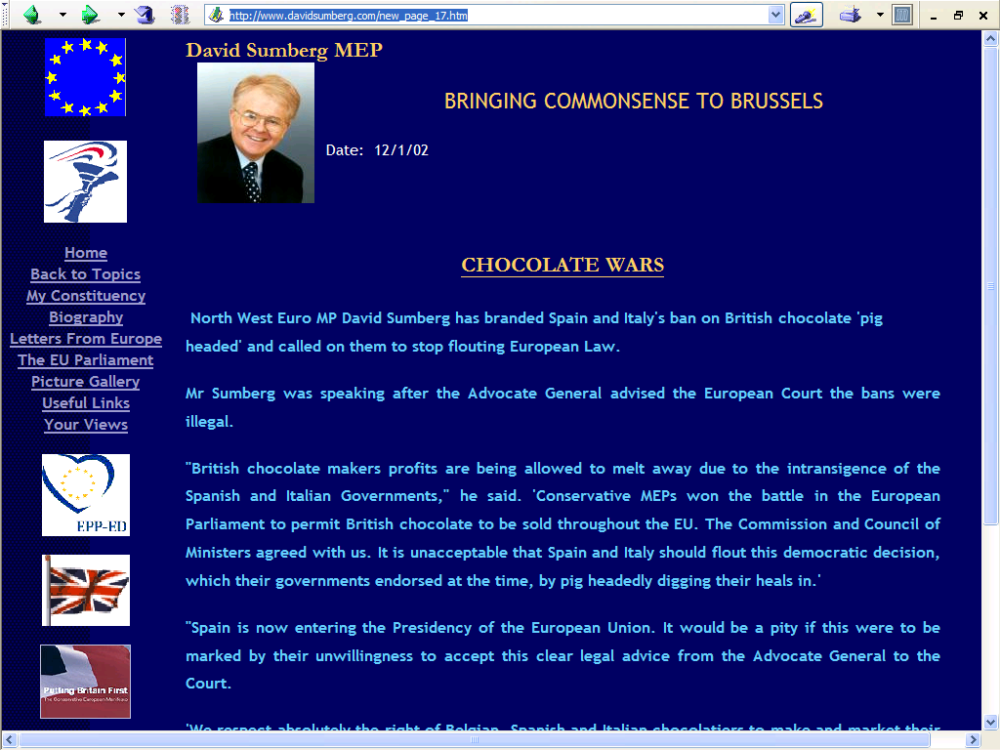 http://www.davidsumberg.com/new_page_17.htm
David Sumberg MEP
BRINGING COMMONSENSE TO BRUSSELS
Date: 12/1/02
Home
Back to Topics
My Constituency
Biography
Letters From Europe
The EU Parliament
Picture Gallery
Useful Links
Your Views
EPP-ED
Putting Britain First
The Conservative European Manifesto
CHOCOLATE WARS
North West Euro MP David Sumberg has branded Spain and Italy's ban on British chocolate 'pig
headed' and called on them to stop flouting European Law.
Mr Sumberg was speaking after the Advocate General advised the European Court the bans were
illegal.
"British chocolate makers profits are being allowed to melt away due to the intransigence of the
Spanish and Italian Governments," he said. 'Conservative MEPs won the battle in the European
Parliament to permit British chocolate to be sold throughout the EU. The Commission and Council of
Ministers agreed with us. It is unacceptable that Spain and Italy should flout this democratic decision,
which their governments endorsed at the time, by pig headedly digging their heals in.'
"Spain is now entering the Presidency of the European Union. It would be a pity if this were to be
marked by their unwillingness to accept this clear legal advice from the Advocate General to the
Court.
'We respect absolutely the right of Belgian, Spanish and Italian chocolatiers to make and market their